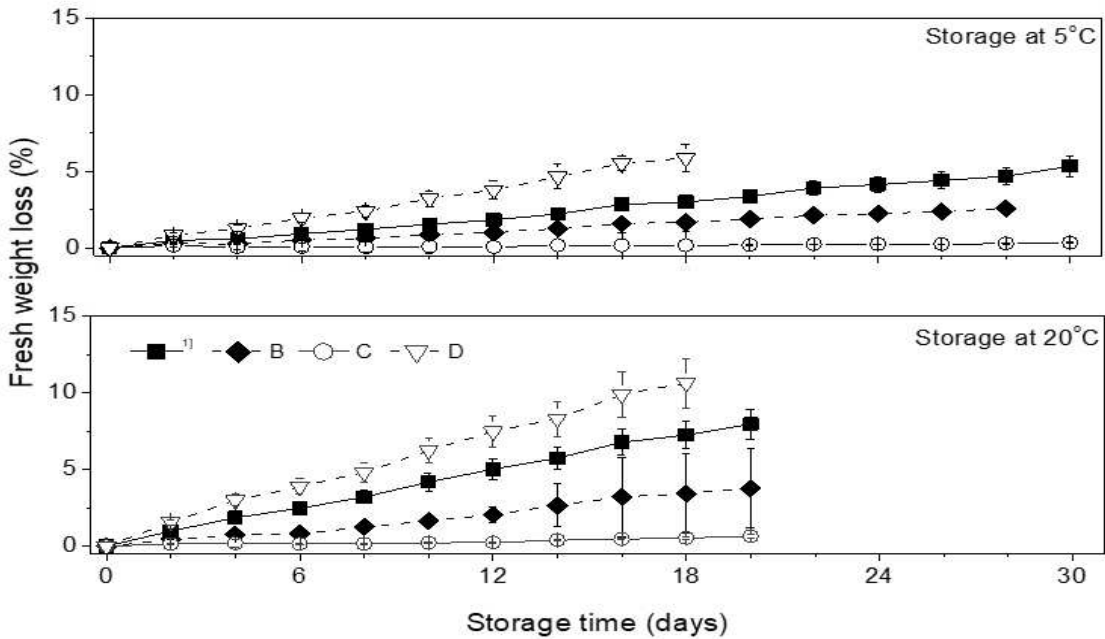 Fresh weight loss (%)
15
10
5
0
Storage at 5°C
15
10
5
0
Storage at 20°C
1) B C D
0 6 12 18 24 30
Storage time (days)